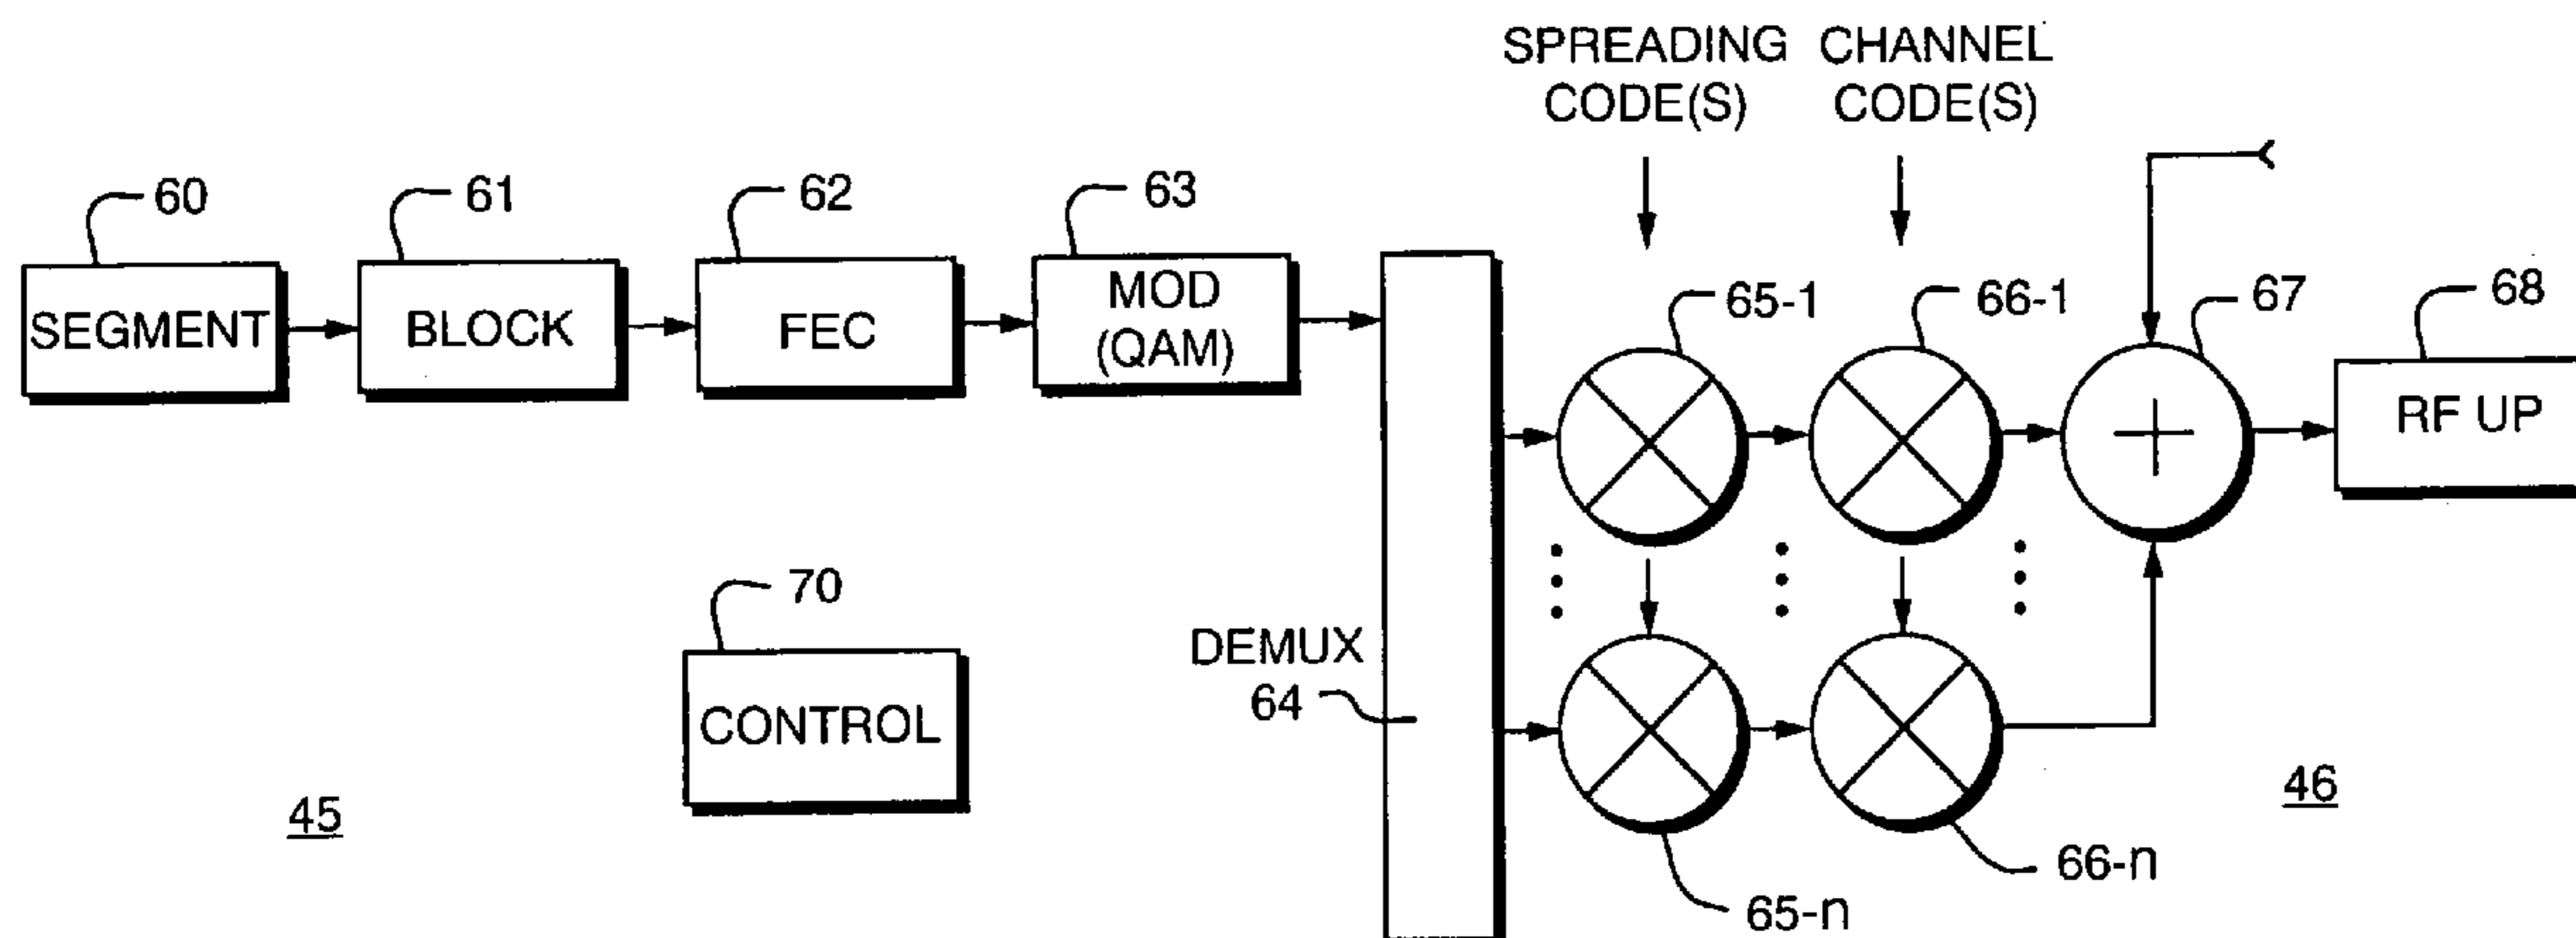 SPREADING CODE(S)
CHANNEL CODE(S)
60
61
62
63
65-1
66-1
67
68
SEGMENT
BLOCK
FEC
MOD (QAM)
RF UP
70
CONTROL
DEMUX
64
45
46
66-n
65-n